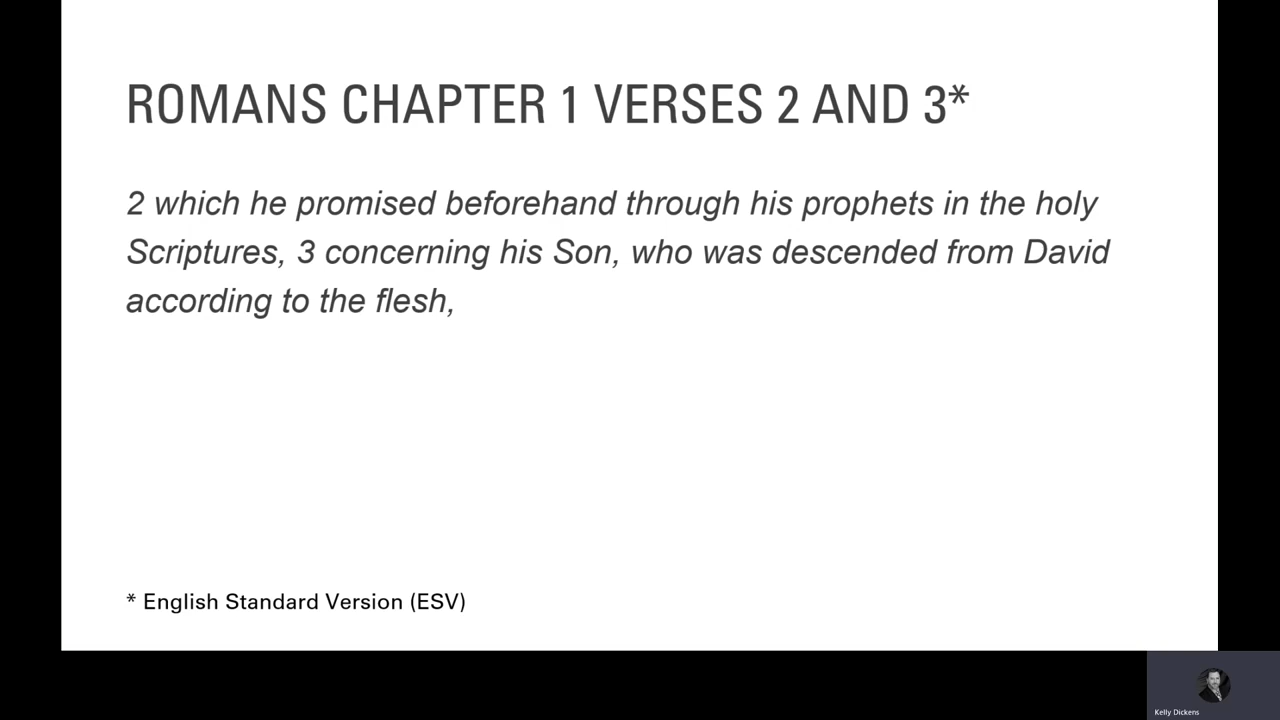 ROMANS CHAPTER 1 VERSES 2 AND 3*
2 which he promised beforehand through his prophets in the holy
Scriptures, 3 concerning his Son, who was descended from David
according to the flesh,
* English Standard Version (ESV)
Kelly Dickens